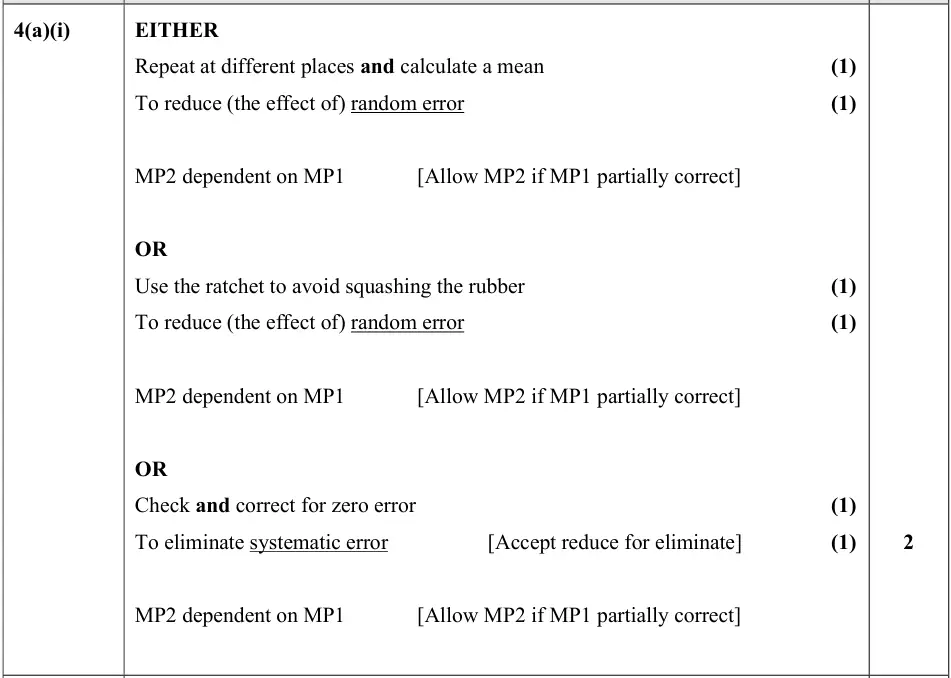 4(a)(i) EITHER
Repeat at different places and calculate a mean (1)
To reduce (the effect of) random error (1)
MP2 dependent on MP1 [Allow MP2 if MP1 partially correct]
OR
Use the ratchet to avoid squashing the rubber (1)
To reduce (the effect of) random error (1)
MP2 dependent on MP1 [Allow MP2 if MP1 partially correct]
OR
Check and correct for zero error (1)
To eliminate systematic error [Accept reduce for eliminate] (1) 2
MP2 dependent on MP1 [Allow MP2 if MP1 partially correct]